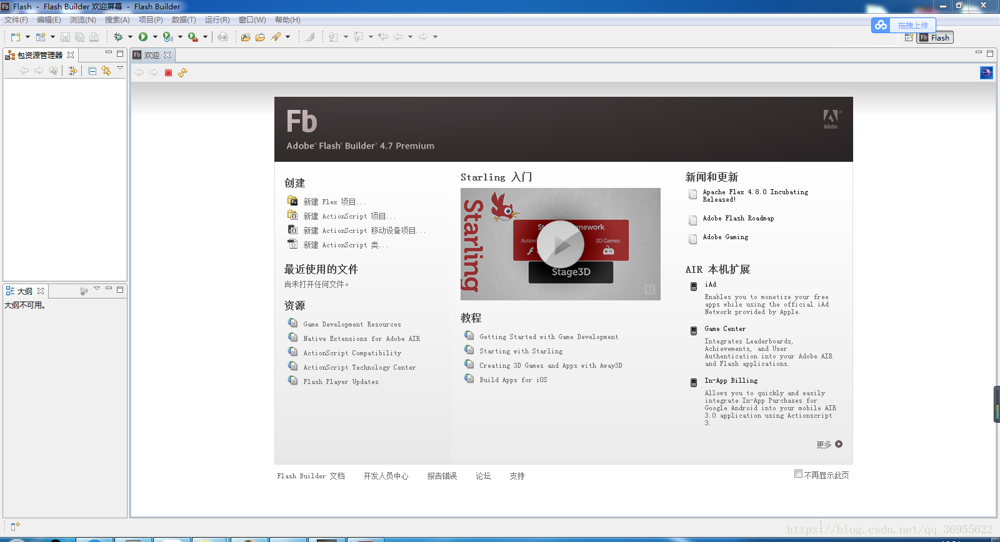 Fb Flash - Flash Builder 欢迎屏幕 - Flash Builder
文件(F) 编辑(E) 浏览(N) 搜索(A) 项目(P) 数据(T) 运行(R) 窗口(W) 帮助(H)
拖拽上传
Fb Flash
包资源管理器
Fb 欢迎
Fb
Adobe
Adobe® Flash® Builder® 4.7 Premium
创建
新建 Flex 项目...
新建 ActionScript 项目...
新建 ActionScript 移动设备项目...
新建 ActionScript 类...
最近使用的文件
尚未打开任何文件。
资源
Game Development Resources
Native Extensions for Adobe AIR
ActionScript Compatibility
ActionScript Technology Center
Flash Player Updates
Starling 入门
Starling
2D Games
Stage3D
教程
Getting Started with Game Development
Starting with Starling
Creating 3D Games and Apps with Away3D
Build Apps for iOS
新闻和更新
Apache Flex 4.8.0 Incubating
Released!
Adobe Flash Roadmap
Adobe Gaming
AIR 本机扩展
iAd
Enables you to monetize your free
apps while using the official iAd
Network provided by Apple.
Game Center
Integrates Leaderboards,
Achievements, and User
Authentication into your Adobe AIR
and Flash applications.
In-App Billing
Allows you to quickly and easily
integrate In-App Purchases for
Google Android into your mobile AIR
3.0 application using Actionscript
3.
更多
大纲
大纲不可用。
Flash Builder 文档 开发人员中心 报告错误 论坛 支持
不再显示此页
https://blog.csdn.net/qq_36955622